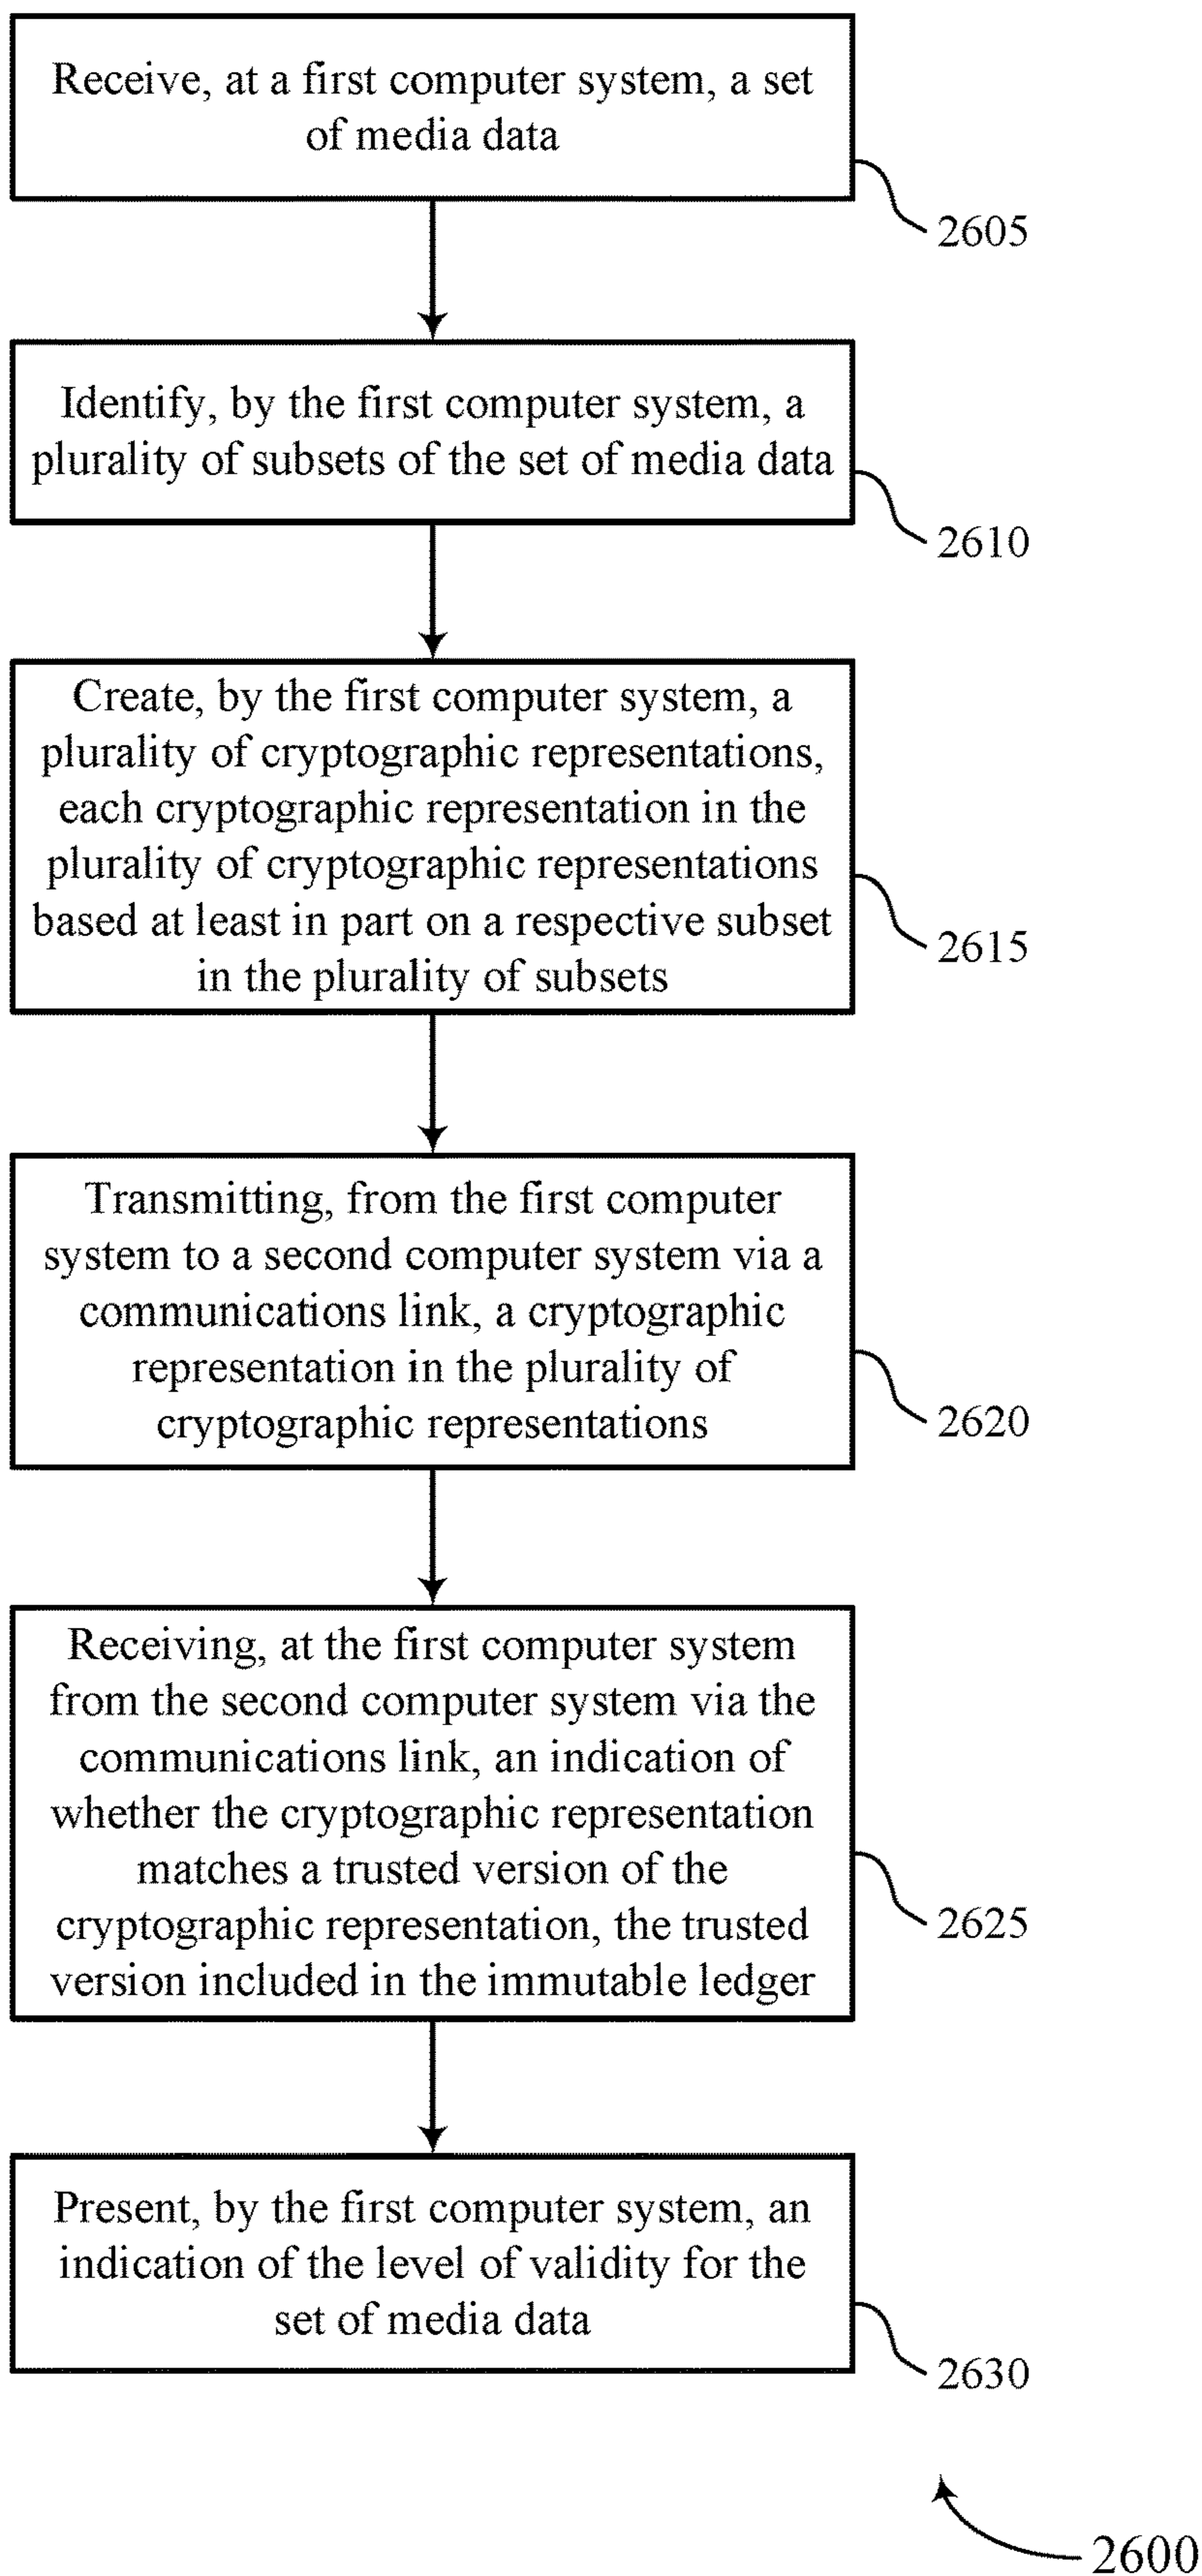 Receive, at a first computer system, a set
of media data
2605
Identify, by the first computer system, a
plurality of subsets of the set of media data
2610
Create, by the first computer system, a
plurality of cryptographic representations,
each cryptographic representation in the
plurality of cryptographic representations
based at least in part on a respective subset
in the plurality of subsets
2615
Transmitting, from the first computer
system to a second computer system via a
communications link, a cryptographic
representation in the plurality of
cryptographic representations
2620
Receiving, at the first computer system
from the second computer system via the
communications link, an indication of
whether the cryptographic representation
matches a trusted version of the
cryptographic representation, the trusted
version included in the immutable ledger
2625
Present, by the first computer system, an
indication of the level of validity for the
set of media data
2630
2600